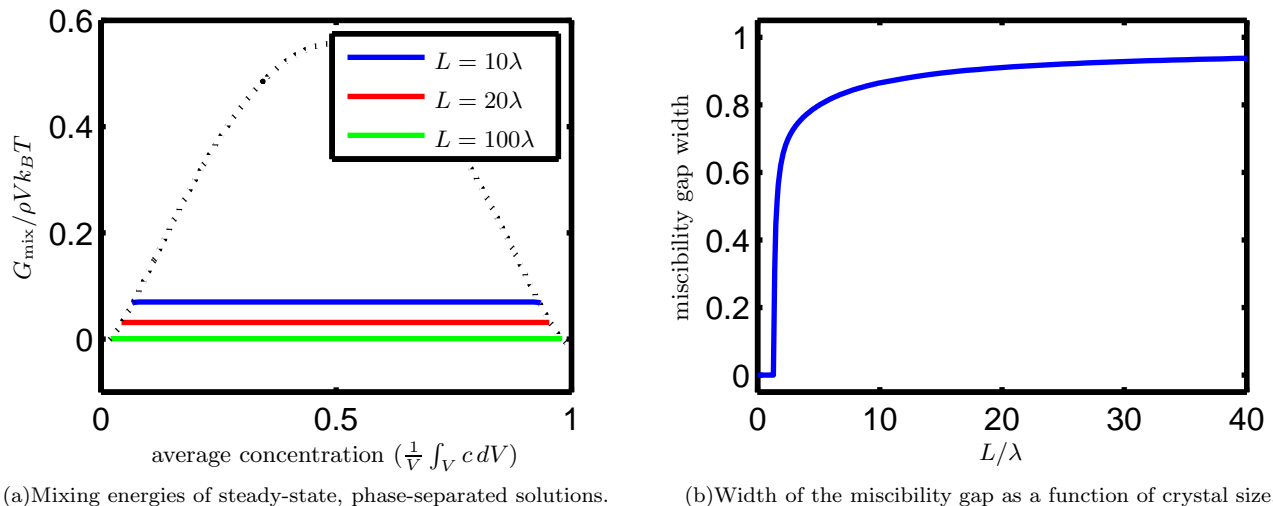 0.6
0.4
0.2
0
G_mix/ρVk_BT
L = 10λ
L = 20λ
L = 100λ
0
0.5
1
average concentration (1/V ∫_V c dV)
(a)Mixing energies of steady-state, phase-separated solutions.
1
0.8
0.6
0.4
0.2
0
miscibility gap width
0
10
20
30
40
L/λ
(b)Width of the miscibility gap as a function of crystal size